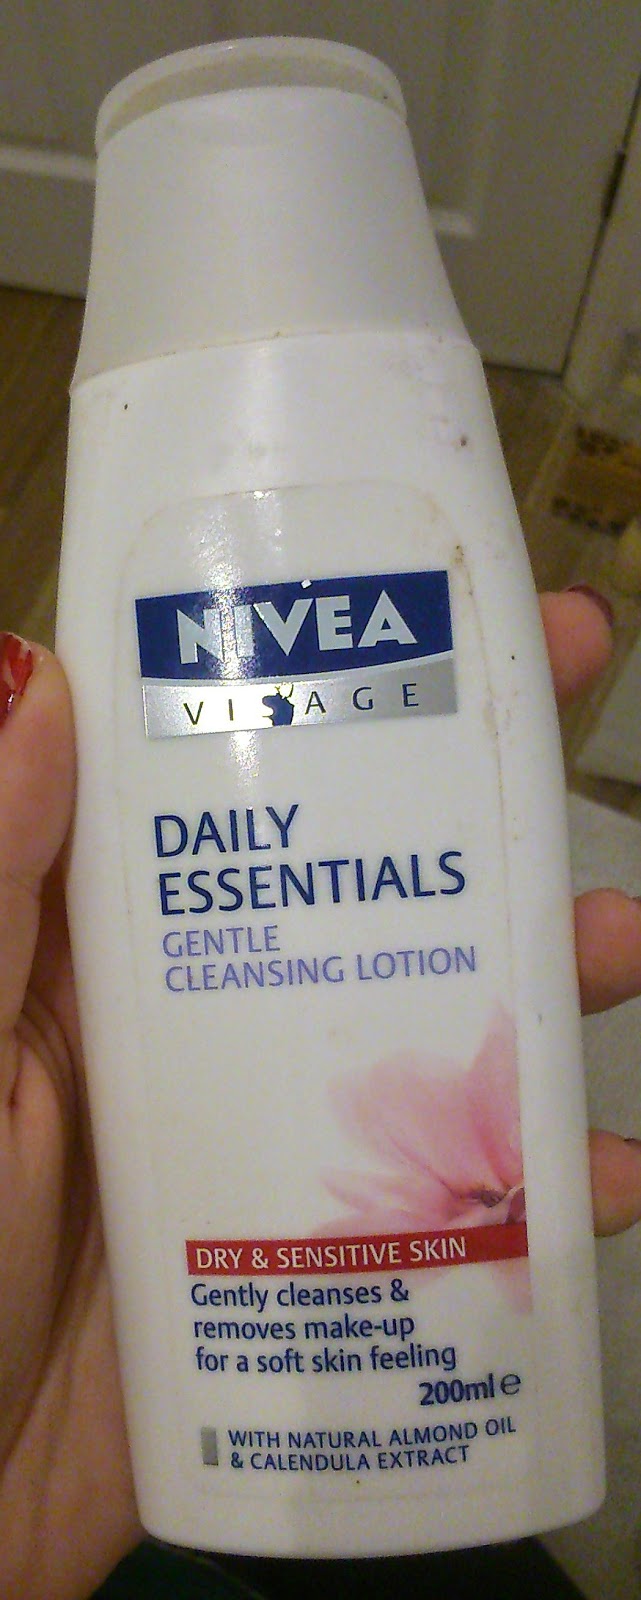 NIVEA
VISAGE
DAILY
ESSENTIALS
GENTLE
CLEANSING LOTION
DRY & SENSITIVE SKIN
Gently cleanses &
removes make-up
for a soft skin feeling
200ml e
WITH NATURAL ALMOND OIL
& CALENDULA EXTRACT